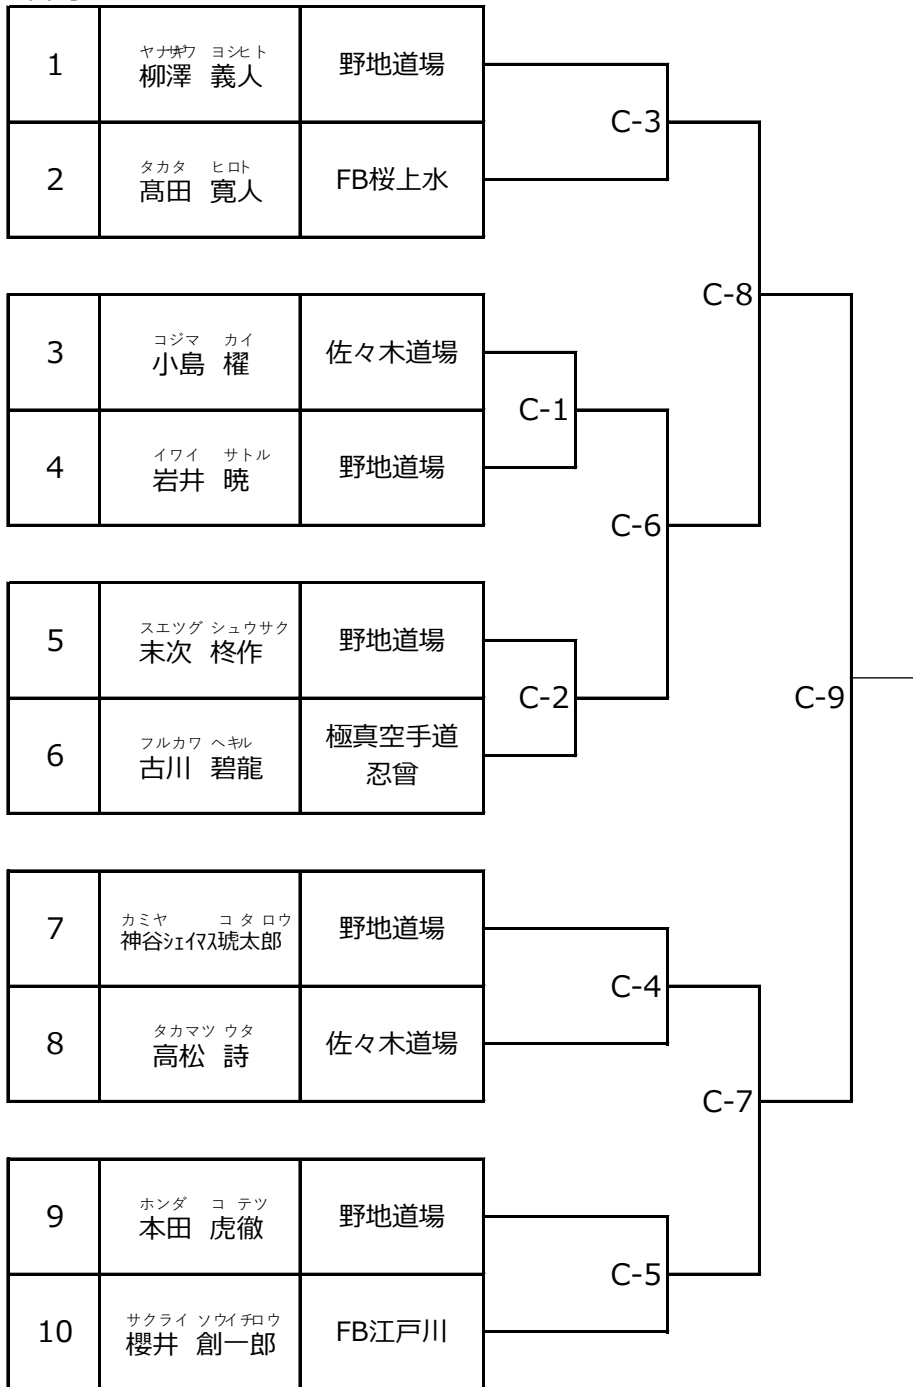 1
ヤナギサワ ヨシヒト
柳澤 義人
野地道場
C-3
2
タカタ ヒロト
髙田 寛人
FB桜上水
C-8
3
コジマ カイ
小島 櫂
佐々木道場
C-1
4
イワイ サトル
岩井 暁
野地道場
C-6
5
スエツグ シュウサク
末次 柊作
野地道場
C-2
C-9
6
フルカワ ヘキル
古川 碧龍
極真空手道
忍曾
7
カミヤ コタロウ
神谷ｼｪｲﾏｽ琥太郎
野地道場
C-4
8
タカマツ ウタ
高松 詩
佐々木道場
C-7
9
ホンダ コテツ
本田 虎徹
野地道場
C-5
10
サクライ ソウイチロウ
櫻井 創一郎
FB江戸川